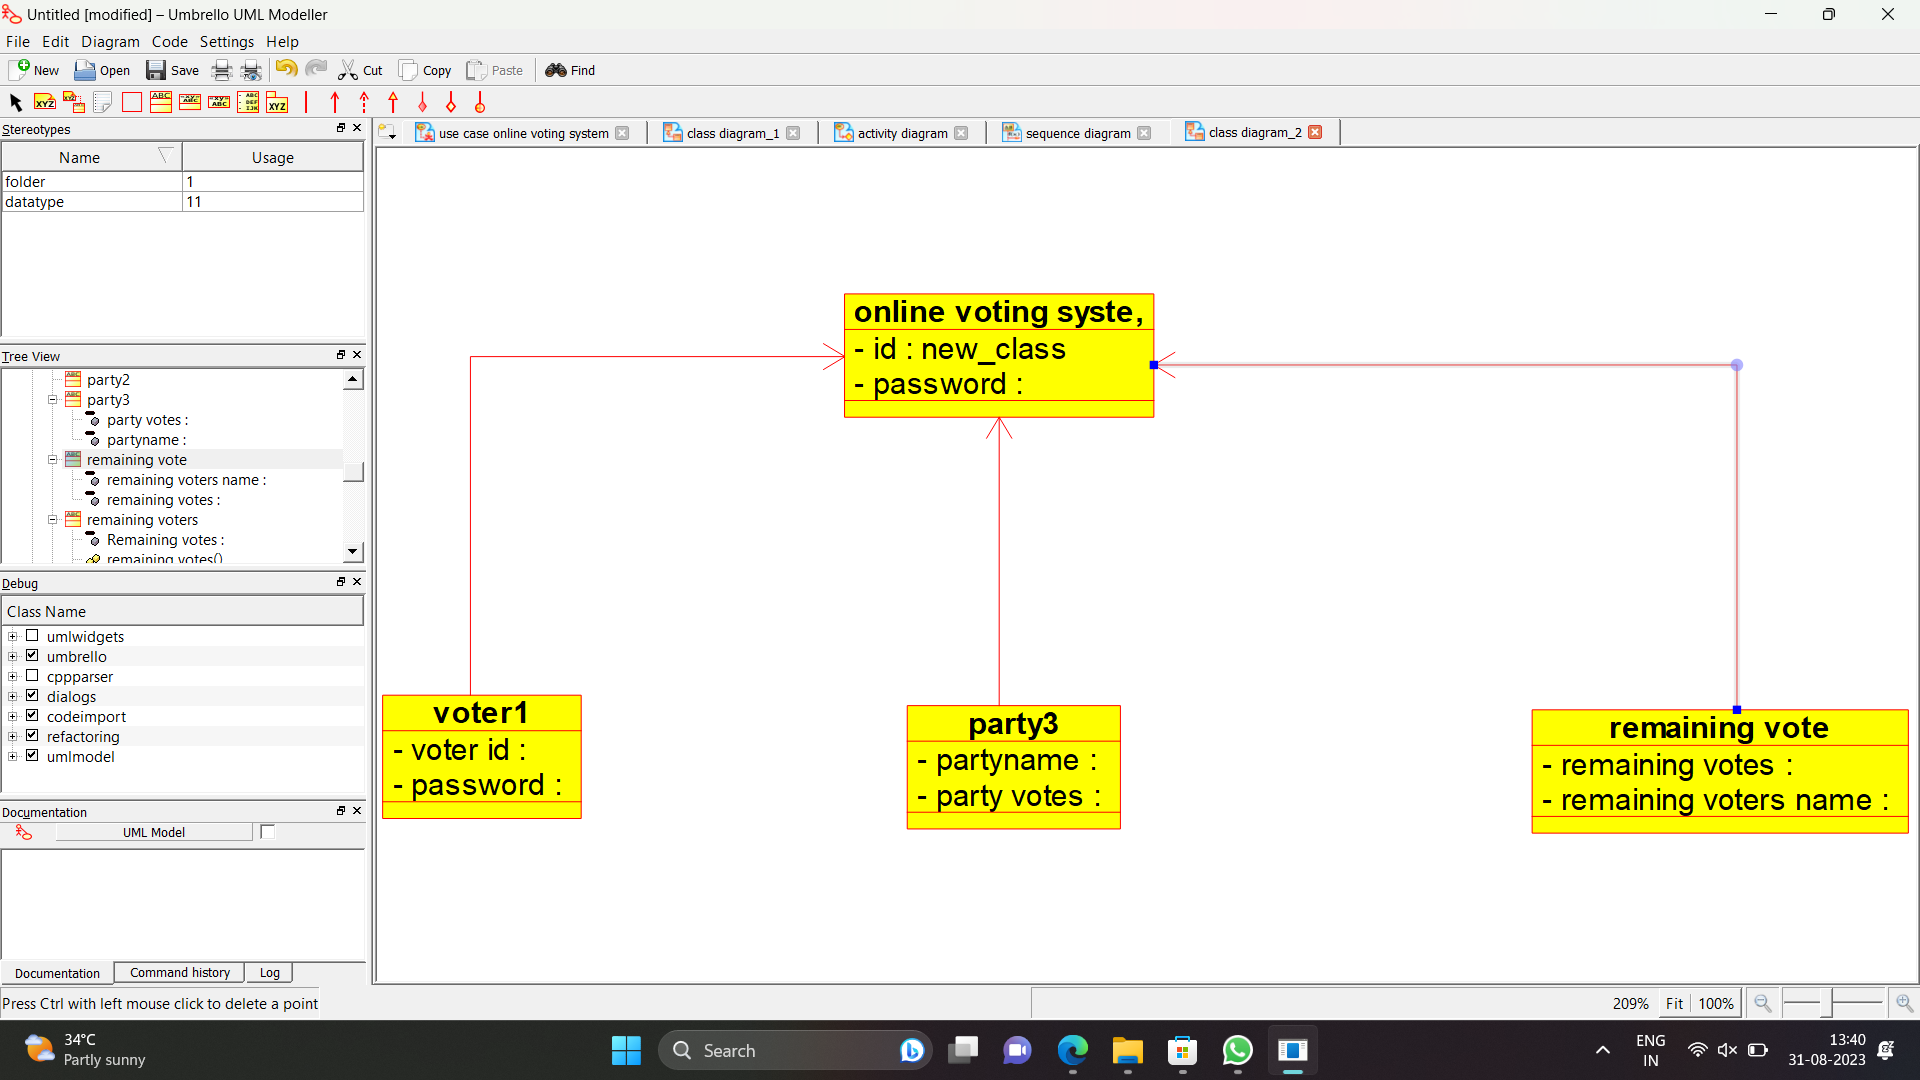 Untitled [modified] – Umbrello UML Modeller
File Edit Diagram Code Settings Help
New Open Save Cut Copy Paste Find
Stereotypes
Name Usage
folder 1
datatype 11
Tree View
party2
party3
party votes :
partyname :
remaining vote
remaining voters name :
remaining votes :
remaining voters
Remaining votes :
remaining votes()
Debug
Class Name
umlwidgets
umbrello
cppparser
dialogs
codeimport
refactoring
umlmodel
Documentation
UML Model
Documentation Command history Log
Press Ctrl with left mouse click to delete a point
use case online voting system class diagram_1 activity diagram sequence diagram class diagram_2
online voting syste,
- id : new_class
- password :
voter1
- voter id :
- password :
party3
- partyname :
- party votes :
remaining vote
- remaining votes :
- remaining voters name :
209% Fit 100%
34°C
Partly sunny
Search
ENG
IN
13:40
31-08-2023